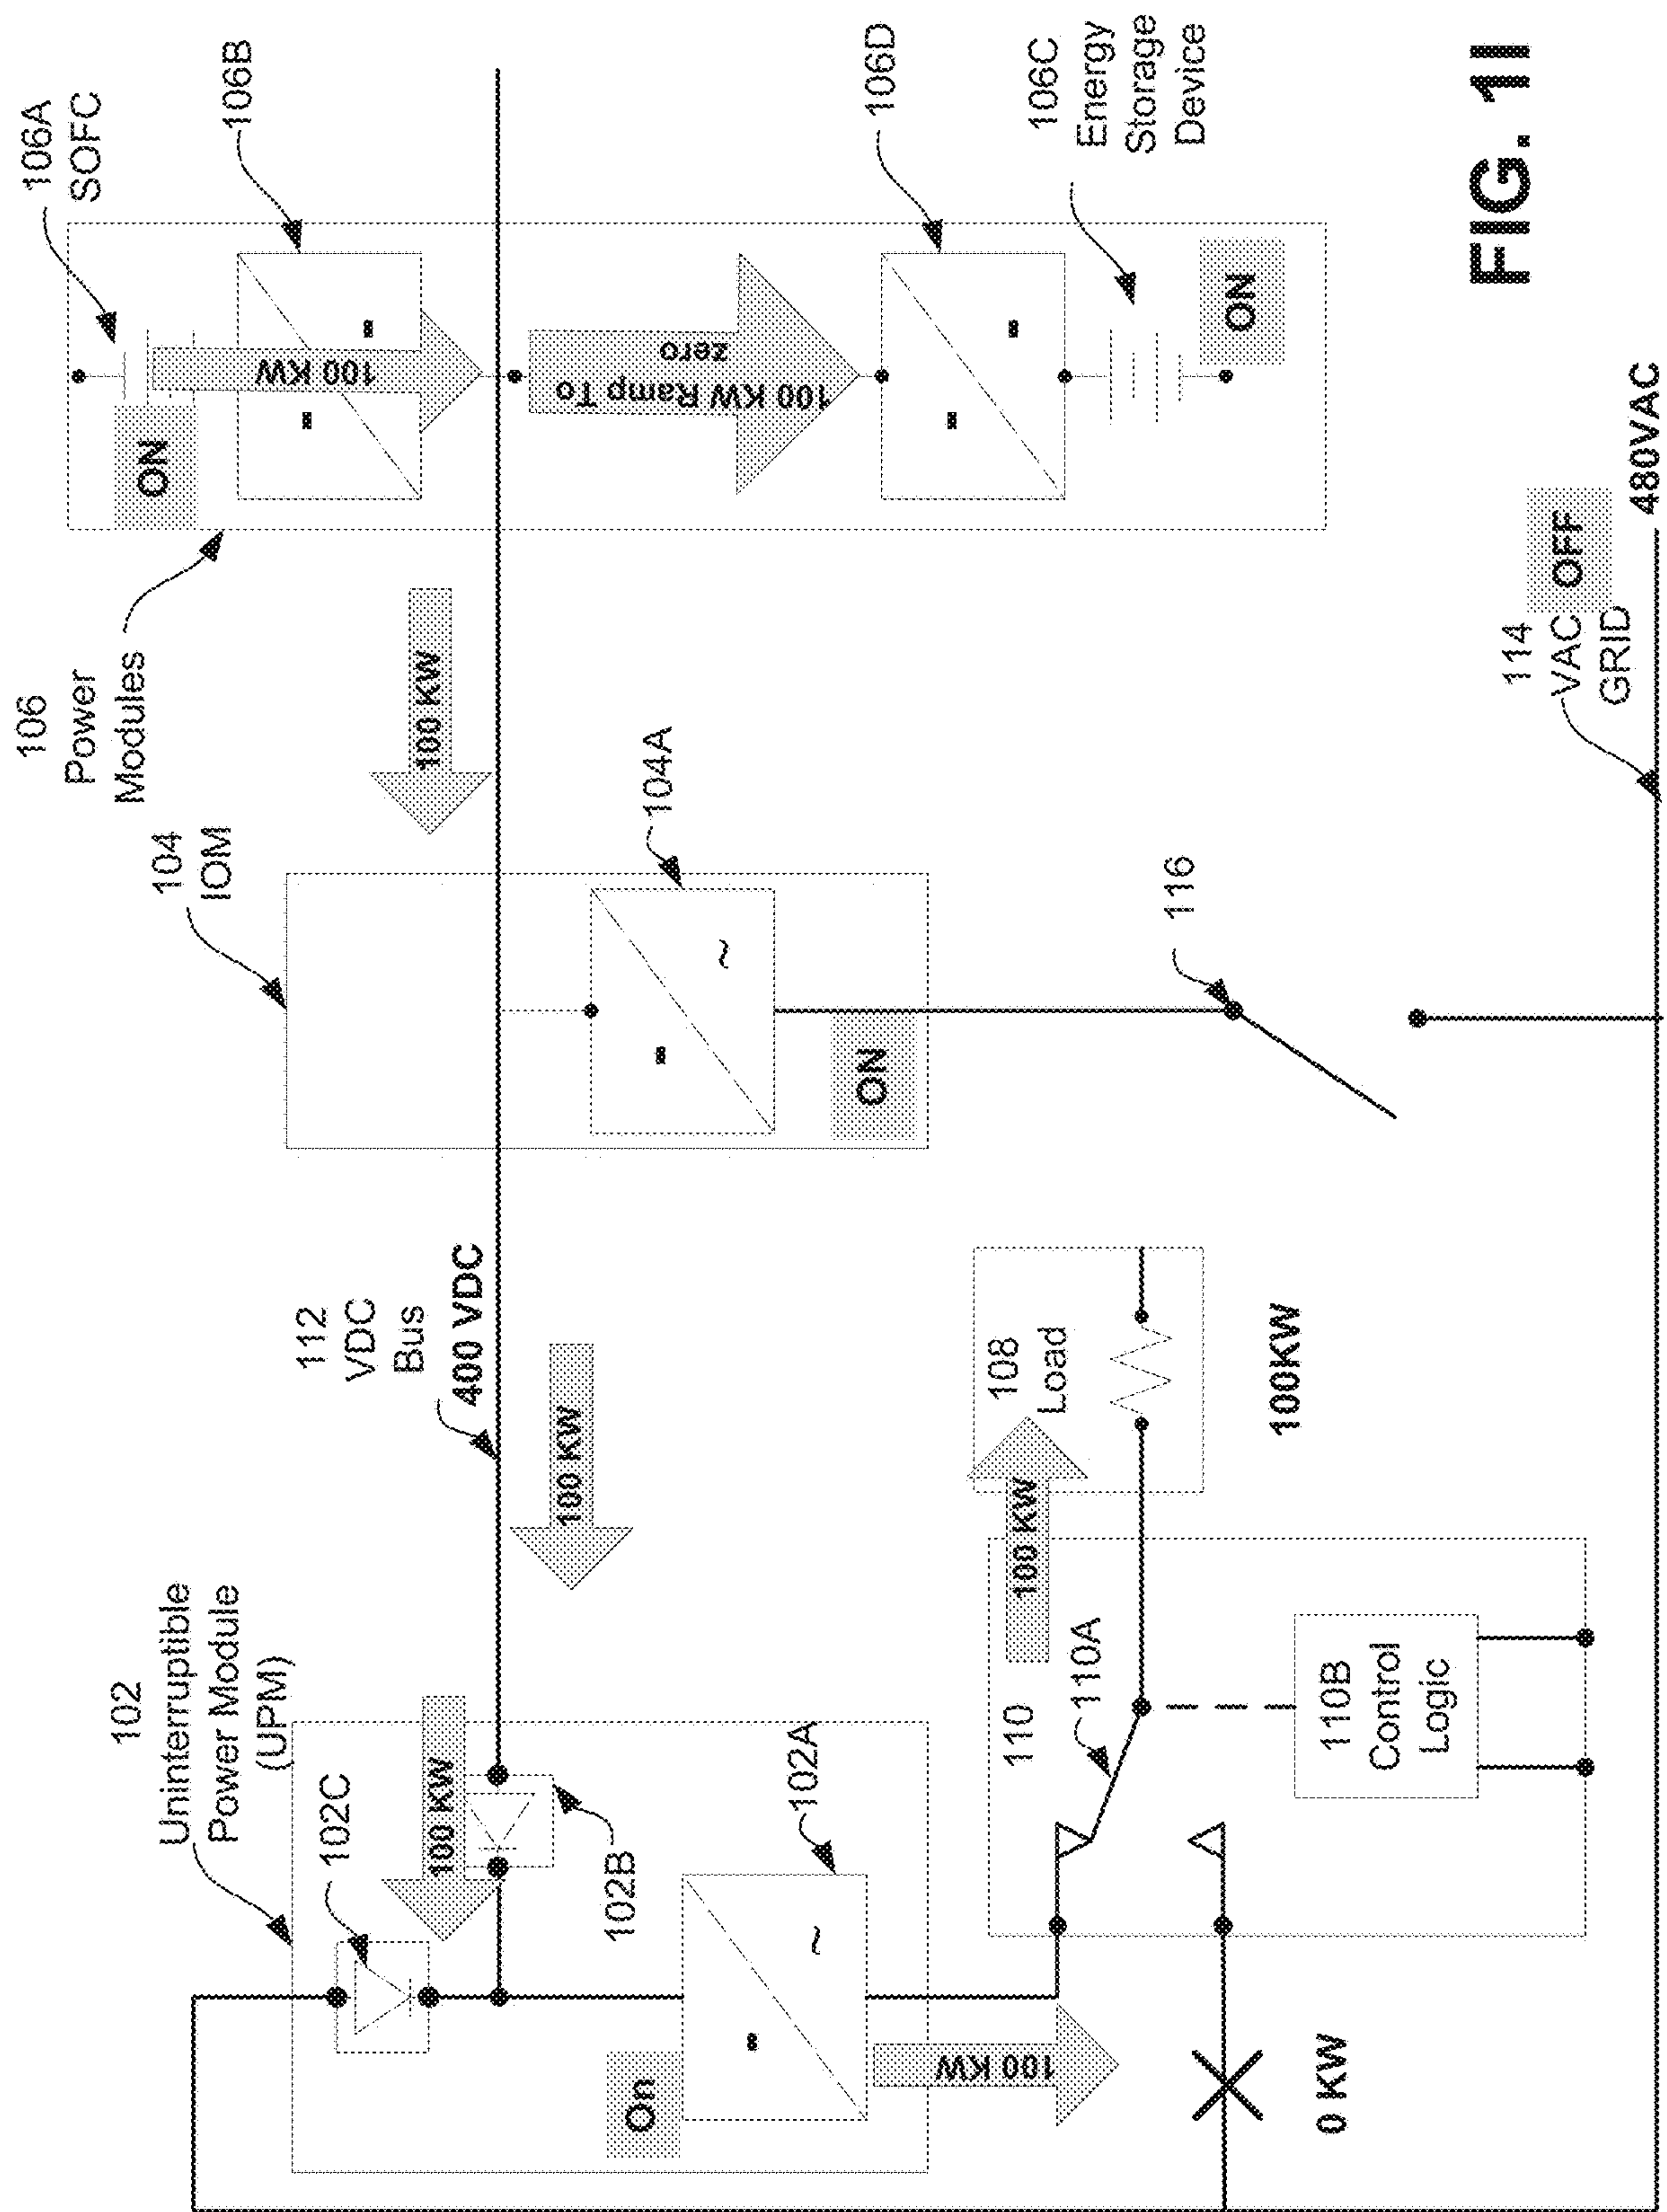 106
Power
Modules
106A
SOFC
ON
100 KW
106B
100 KW Ramp To
zero
106D
106C
Energy
Storage
Device
ON
100 KW
104
IOM
104A
-
~
ON
116
112
VDC
Bus
400 VDC
100 KW
102
Uninterruptible
Power Module
(UPM)
102C
100 KW
102B
102A
On
-
~
100 KW
110
110A
100 KW
108
Load
100KW
110B
Control
Logic
0 KW
114
VAC OFF
GRID
480VAC
FIG. 1I